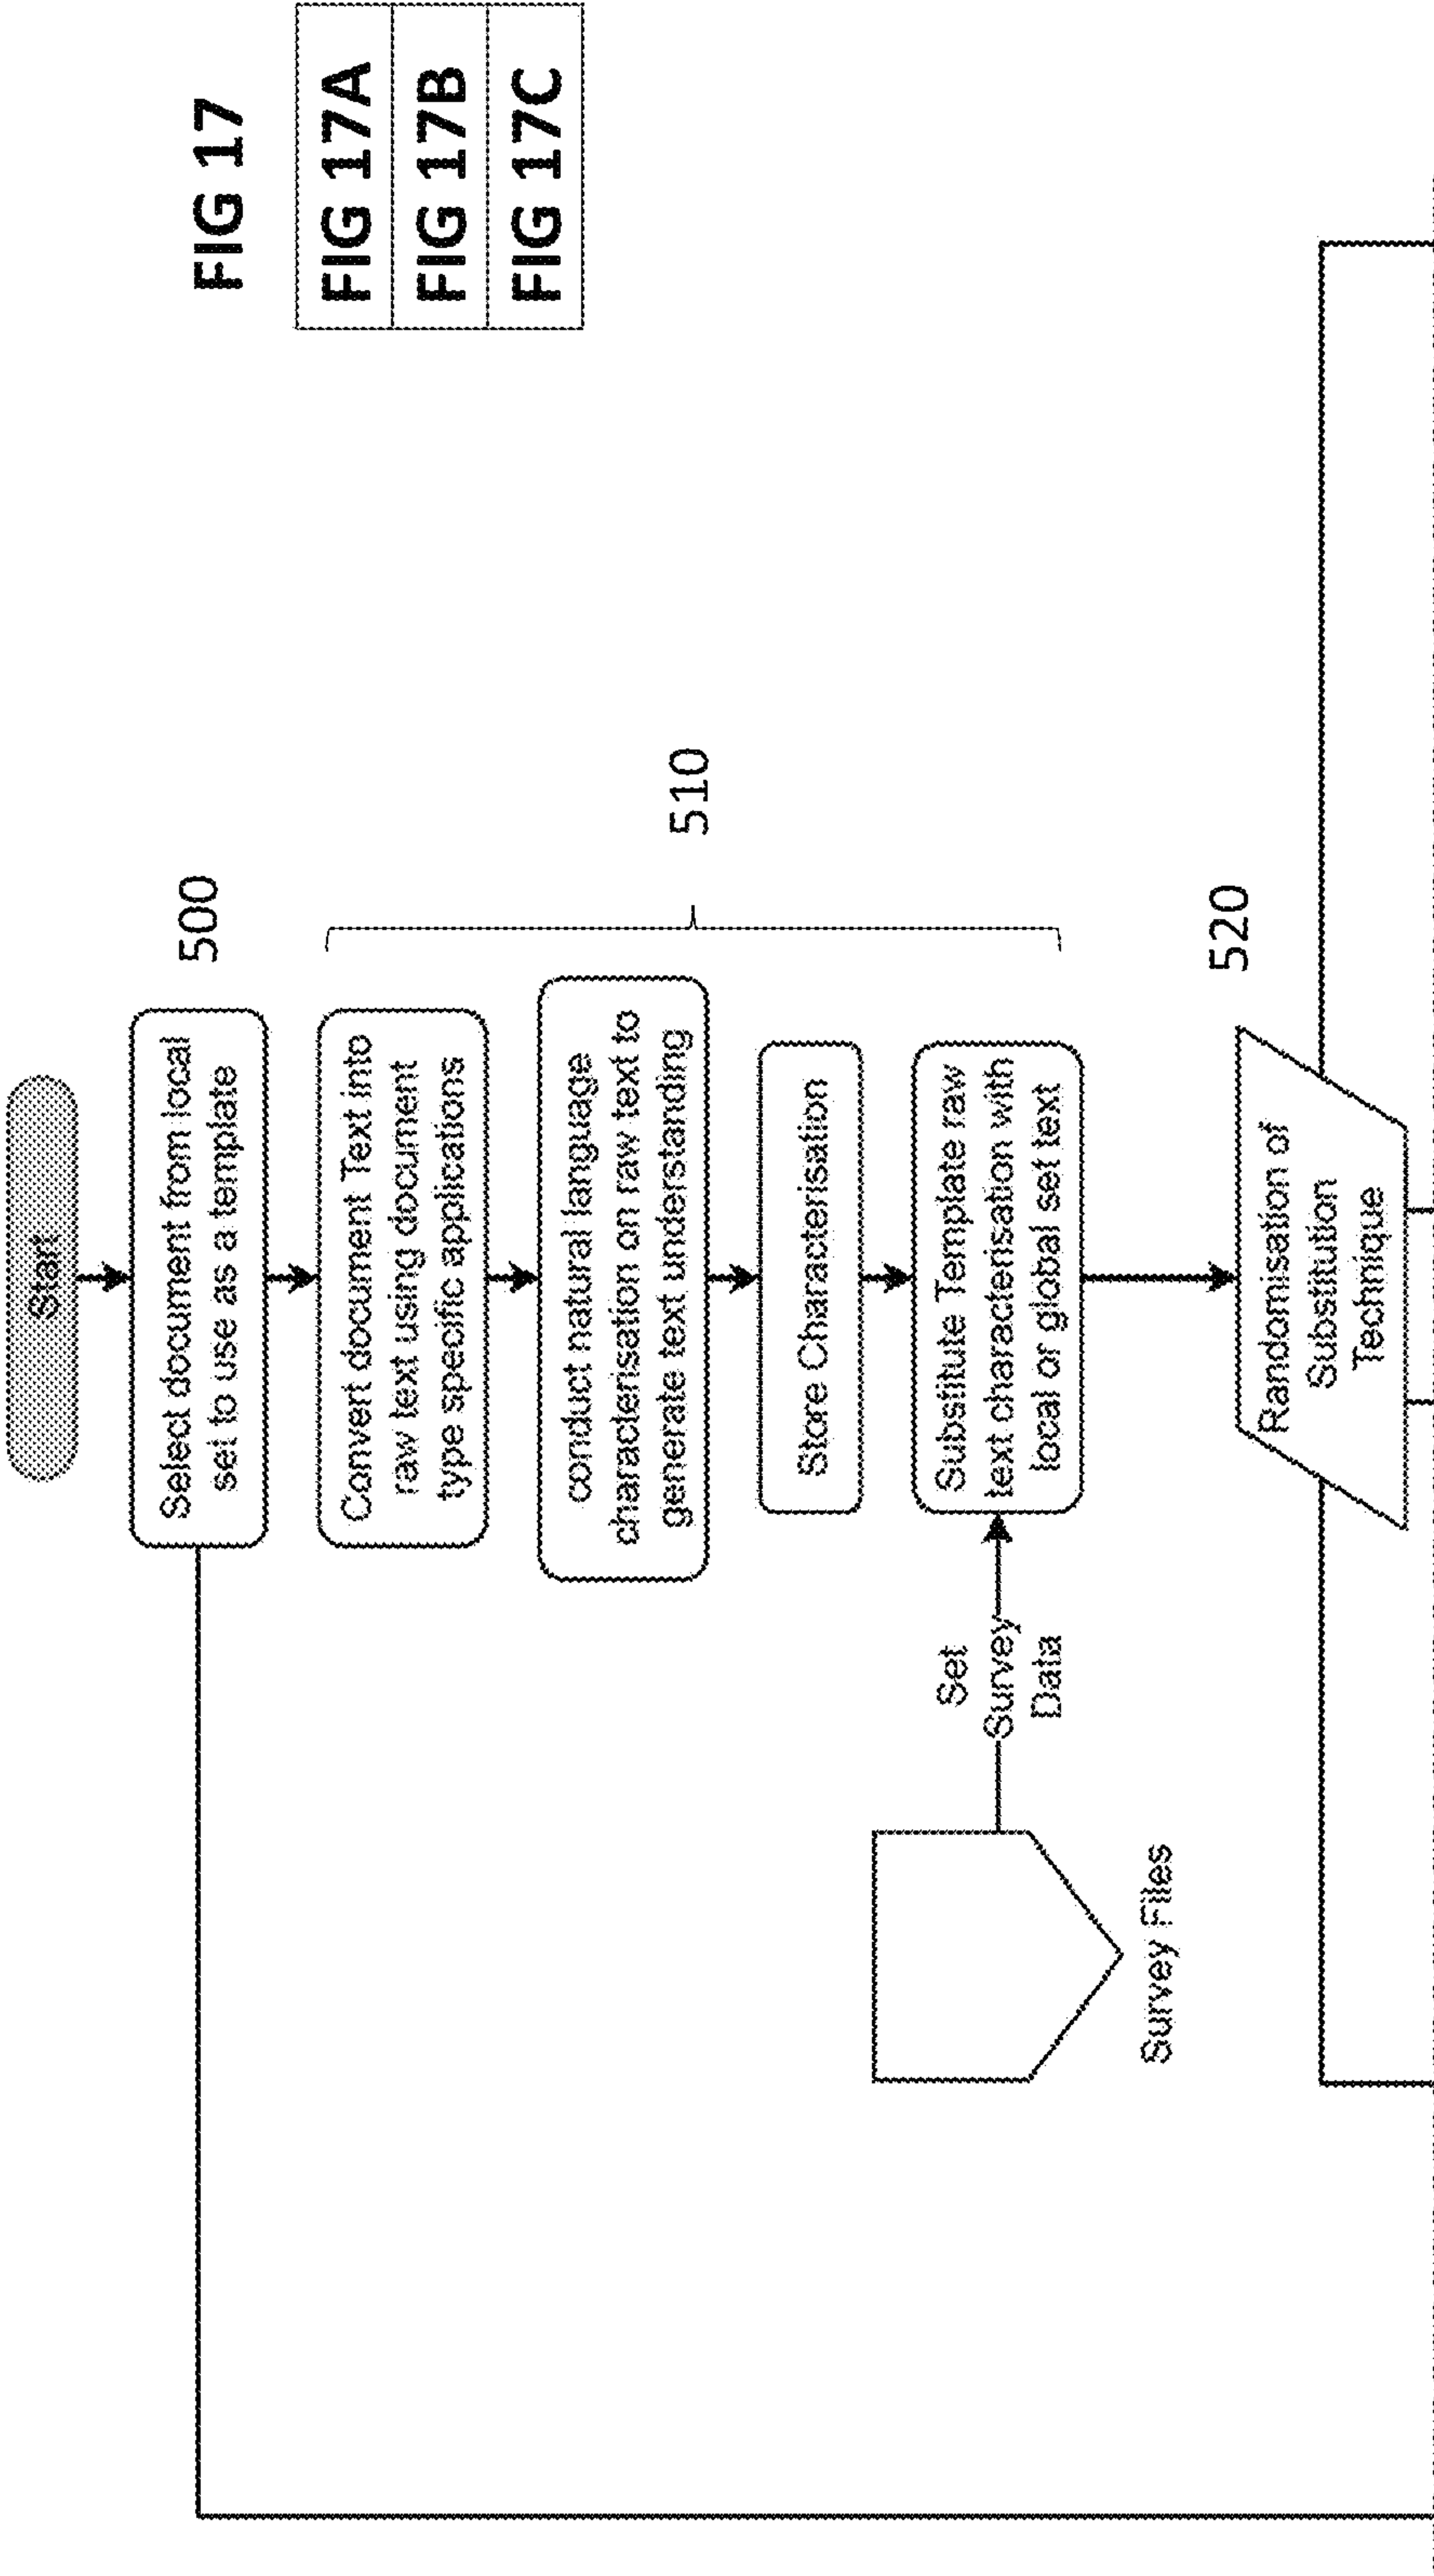 FIG 17
FIG 17A
FIG 17B
FIG 17C
Start
500
Select document from local
set to use as a template
510
Convert document Text into
raw text using document
type specific applications
conduct natural language
characterisation on raw text to
generate text understanding
Store Characterisation
Set
Survey
Data
Substitute Template raw
text characterisation with
local or global set text
Survey Files
520
Randomisation of
Substitution
Technique